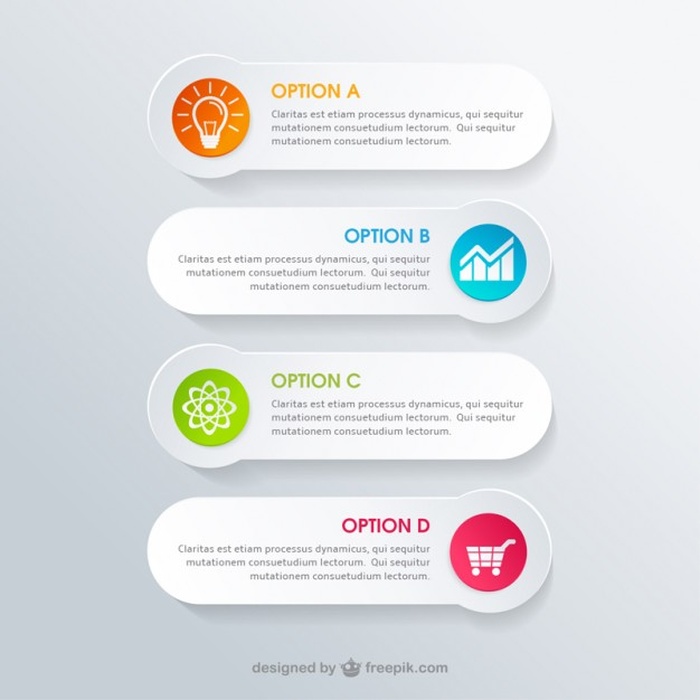 OPTION A
Claritas est etiam processus dynamicus, qui sequitur
mutationem consuetudium lectorum. Qui sequitur
mutationem consuetudium lectorum.
OPTION B
Claritas est etiam processus dynamicus, qui sequitur
mutationem consuetudium lectorum. Qui sequitur
mutationem consuetudium lectorum.
OPTION C
Claritas est etiam processus dynamicus, qui sequitur
mutationem consuetudium lectorum. Qui sequitur
mutationem consuetudium lectorum.
OPTION D
Claritas est etiam processus dynamicus, qui sequitur
mutationem consuetudium lectorum. Qui sequitur
mutationem consuetudium lectorum.
designed by freepik.com